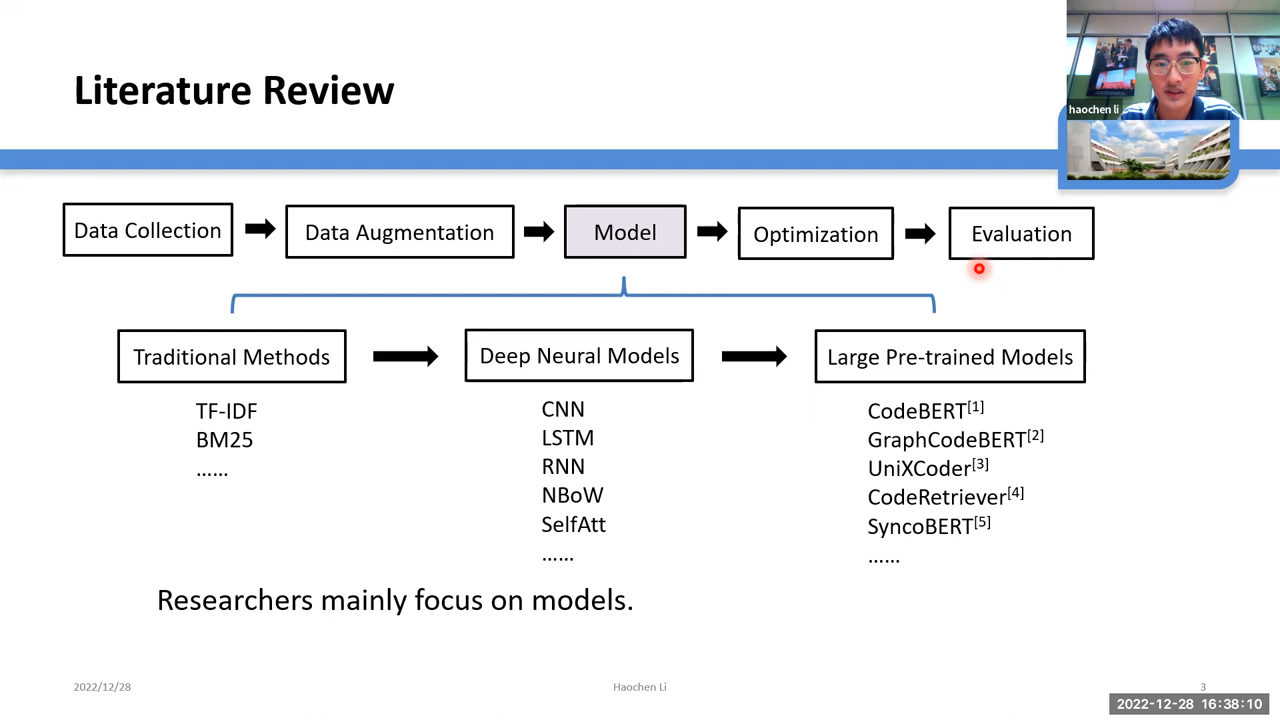 Literature Review
haochen li
Data Collection
Data Augmentation
Model
Optimization
Evaluation
Traditional Methods
Deep Neural Models
Large Pre-trained Models
TF-IDF
BM25
......
CNN
LSTM
RNN
NBoW
SelfAtt
......
CodeBERT[1]
GraphCodeBERT[2]
UniXCoder[3]
CodeRetriever[4]
SyncoBERT[5]
......
Researchers mainly focus on models.
2022/12/28
Haochen Li
3
2022-12-28 16:38:10